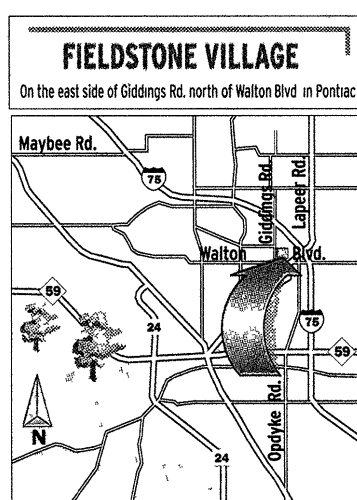 FIELDSTONE VILLAGE
On the east side of Giddings Rd. north of Walton Blvd in Pontiac
Maybee Rd.
75
Giddings Rd.
Lapeer Rd.
Walton Blvd.
59
24
75
59
N
Opdyke Rd.
24